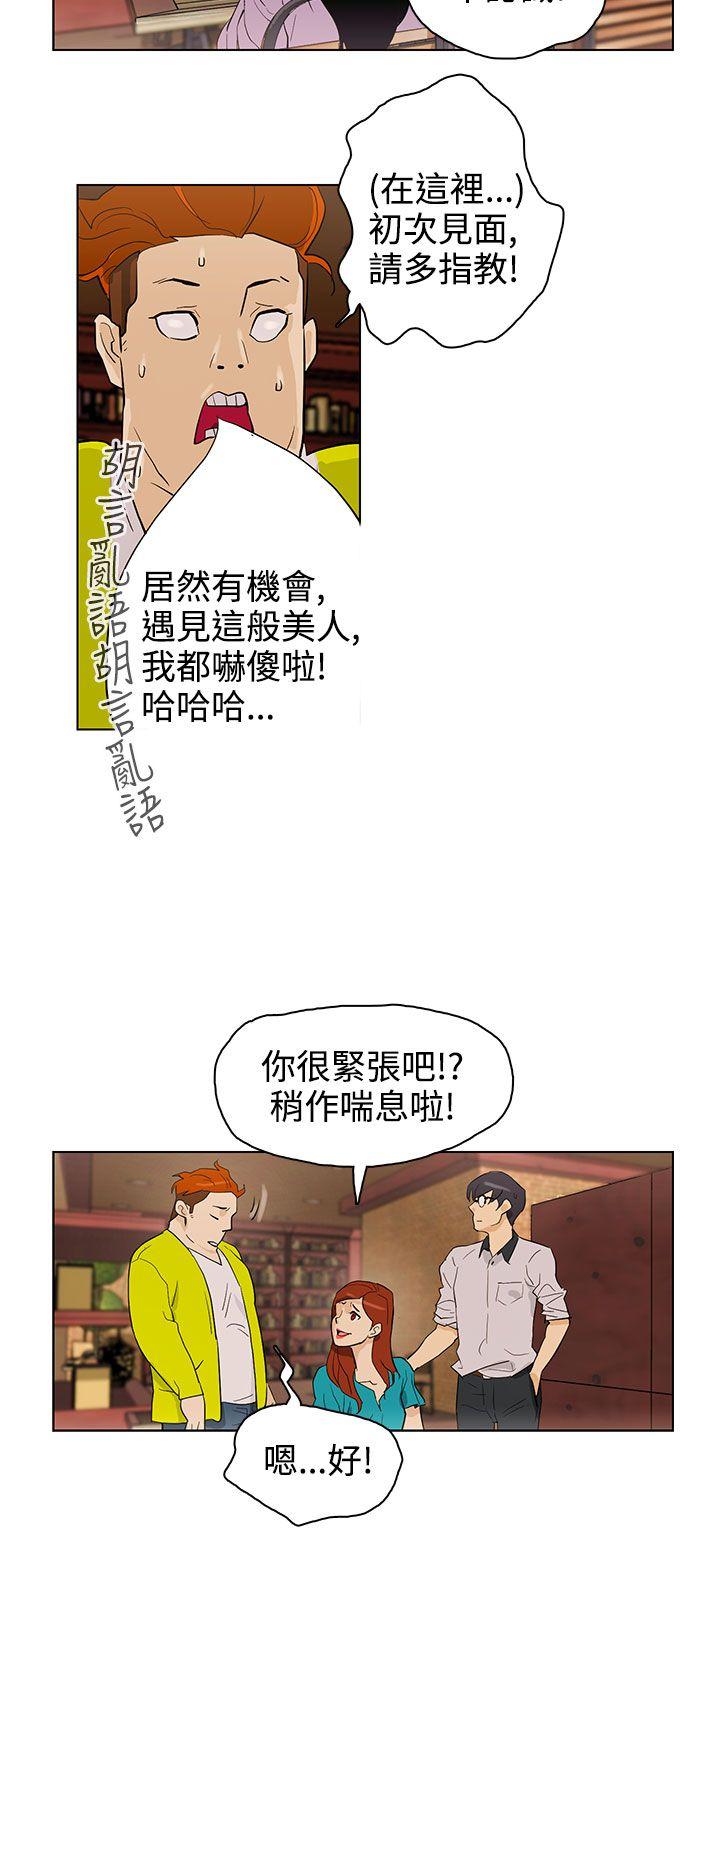 (在這裡...)
初次見面,
請多指教!
胡言亂語胡言亂語
居然有機會,
遇見這般美人,
我都嚇傻啦!
哈哈哈...
你很緊張吧!?
稍作喘息啦!
嗯...好!